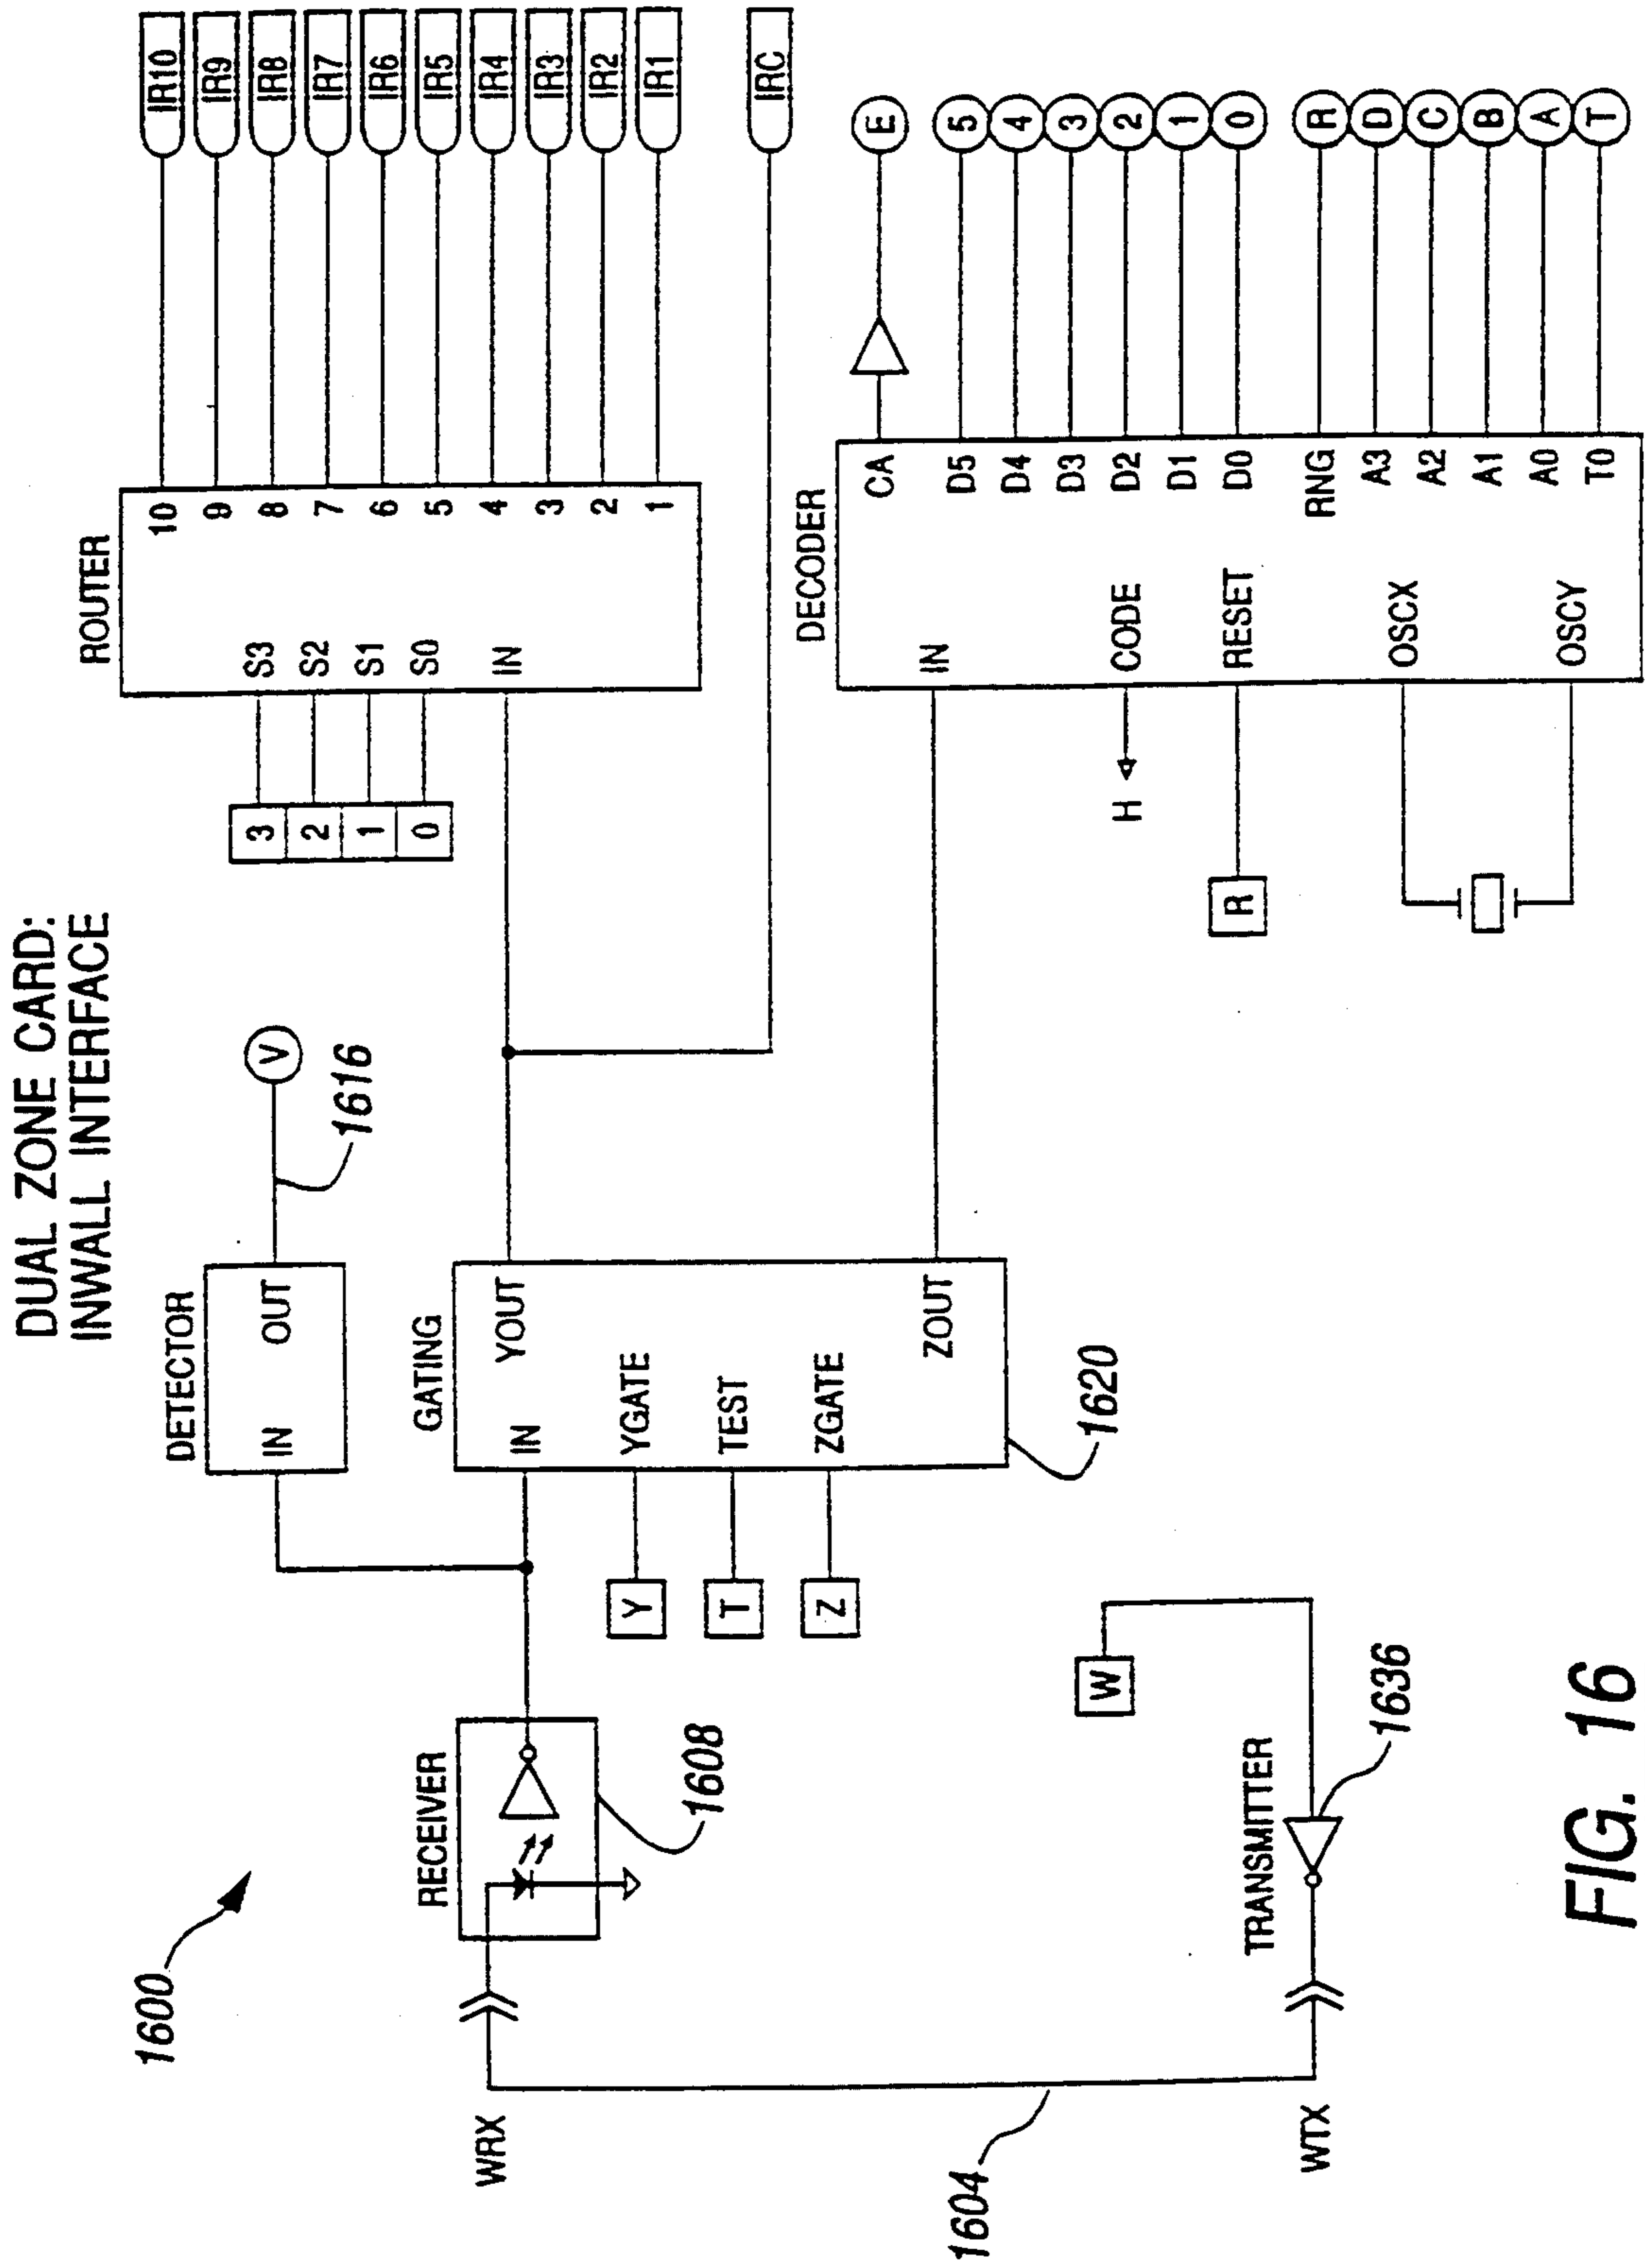 DUAL ZONE CARD:
INWALL INTERFACE
1600
WRX
1604
WTX
RECEIVER
1608
TRANSMITTER
1636
W
DETECTOR
IN
OUT
V
1616
GATING
IN
YGATE
TEST
ZGATE
YOUT
ZOUT
Y
T
Z
1620
ROUTER
3
2
1
0
S3
S2
S1
S0
IN
10
9
8
7
6
5
4
3
2
1
IR10
IR9
IR8
IR7
IR6
IR5
IR4
IR3
IR2
IR1
IRC
DECODER
IN
CODE
RESET
OSCX
OSCY
H
R
CA
D5
D4
D3
D2
D1
D0
RNG
A3
A2
A1
A0
T0
E
5
4
3
2
1
0
R
D
C
B
A
T
FIG. 16